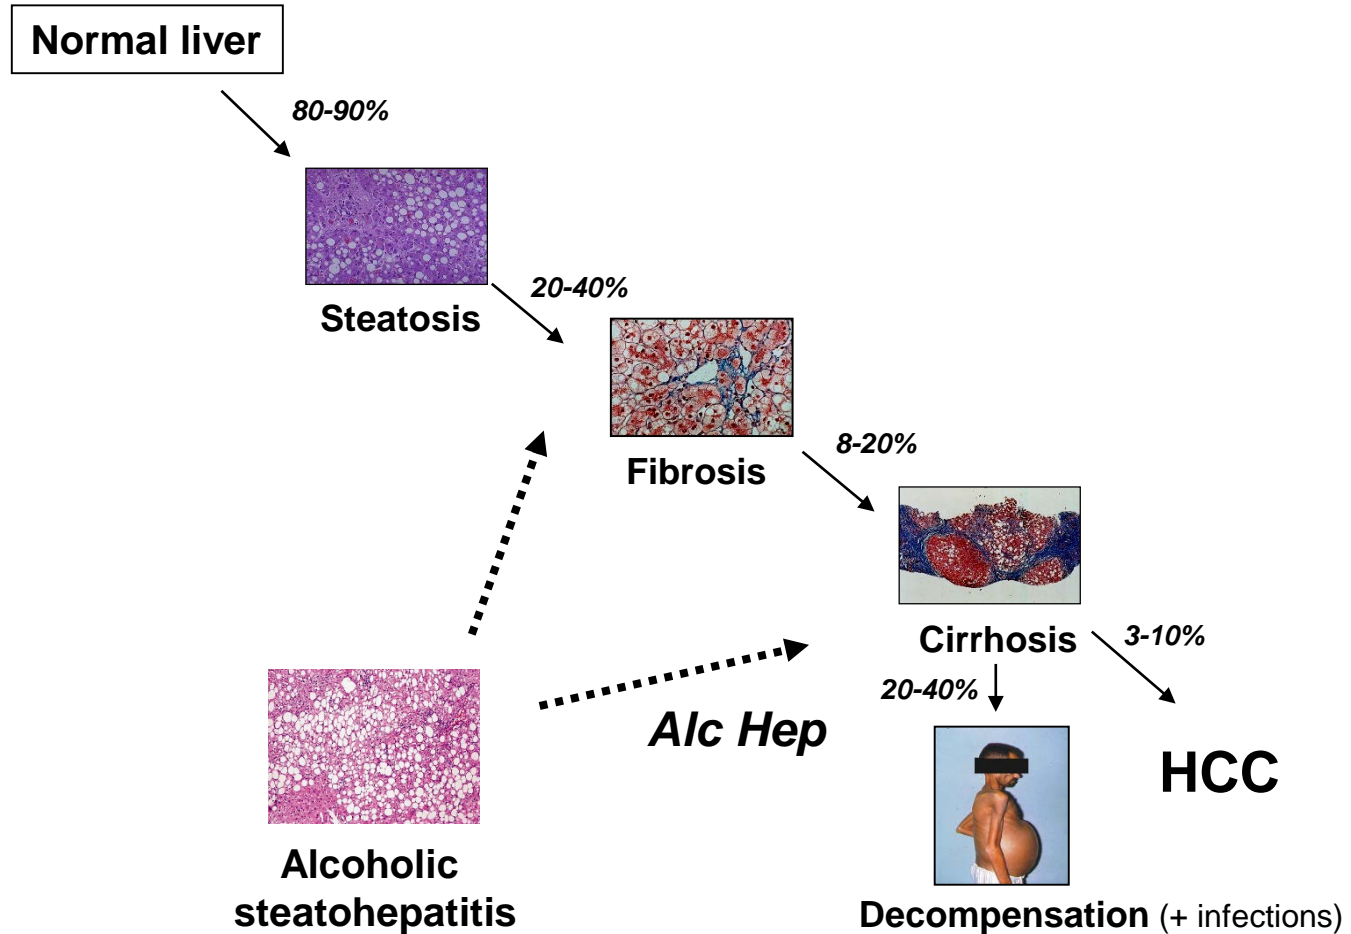 Normal liver
80-90%
Steatosis
20-40%
Fibrosis
8-20%
Cirrhosis
3-10%
20-40%
Alc Hep
HCC
Alcoholic
steatohepatitis
Decompensation (+ infections)